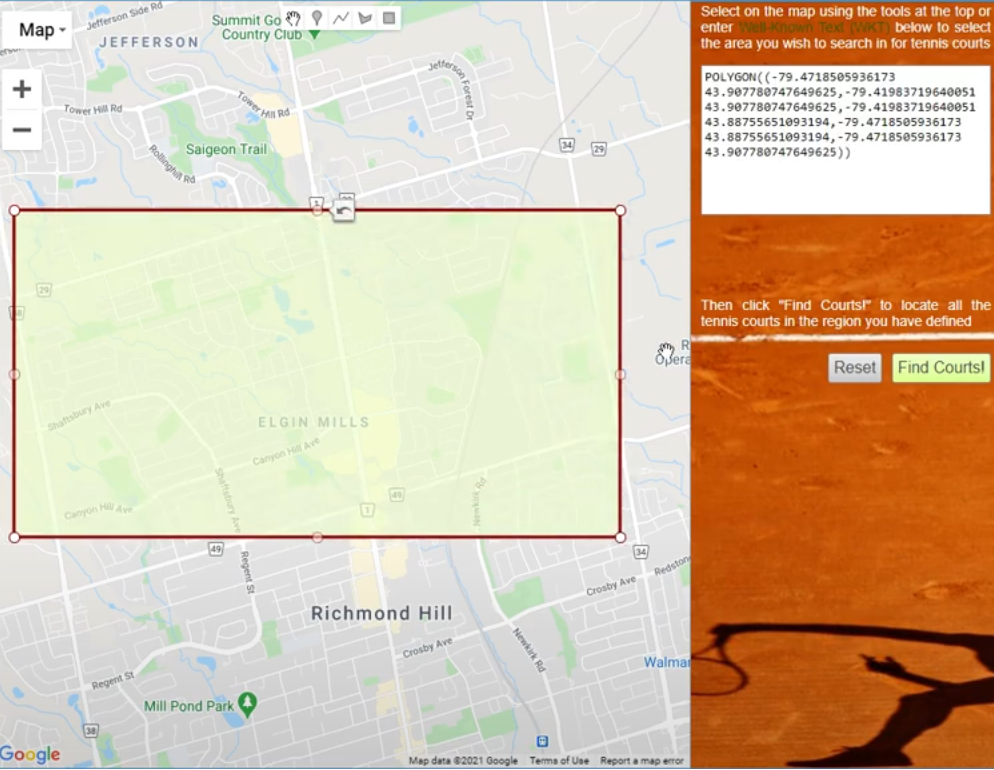 Map
Jefferson Side Rd
Summit Go
Country Club
JEFFERSON
Jefferson Forest Dr
Tower Hill Rd
Tower Hill Rd
Saigeon Trail
Rollinghill Rd
34
29
1
29
Shaftsbury Ave
ELGIN MILLS
Canyon Hill Ave
Shaftsbury Ave
Canyon Hill Ave
49
1
Newkirk Rd
R
Opera
49
34
Regent St
Redston
Crosby Ave
Richmond Hill
Crosby Ave
Newkirk Rd
Walmar
Regent St
Mill Pond Park
38
Google
Map data ©2021 Google
Terms of Use
Report a map error
Select on the map using the tools at the top or
enter Well-Known Text (WKT) below to select
the area you wish to search in for tennis courts
POLYGON((-79.4718505936173
43.907780747649625,-79.41983719640051
43.907780747649625,-79.41983719640051
43.88755651093194,-79.4718505936173
43.88755651093194,-79.4718505936173
43.907780747649625))
Then click "Find Courts!" to locate all the
tennis courts in the region you have defined
Reset
Find Courts!